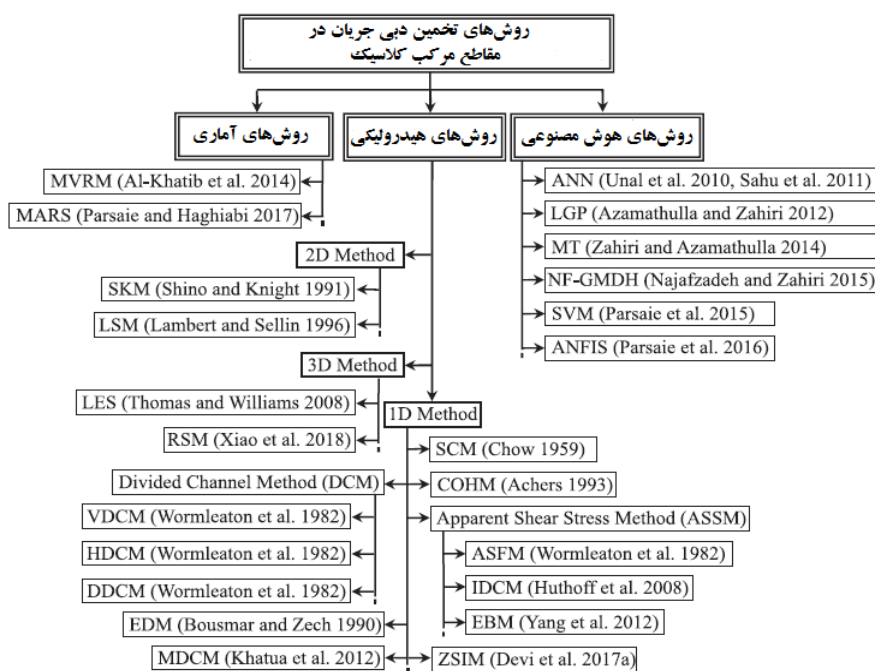 روش‌های تخمین دبی جریان در
مقاطع مرکب کلاسیک
روش‌های آماری
روش‌های هیدرولیکی
روش‌های هوش مصنوعی
MVRM (Al-Khatib et al. 2014)
MARS (Parsaie and Haghiabi 2017)
2D Method
SKM (Shino and Knight 1991)
LSM (Lambert and Sellin 1996)
3D Method
LES (Thomas and Williams 2008)
RSM (Xiao et al. 2018)
1D Method
SCM (Chow 1959)
Divided Channel Method (DCM)
COHM (Achers 1993)
VDCM (Wormleaton et al. 1982)
HDCM (Wormleaton et al. 1982)
DDCM (Wormleaton et al. 1982)
Apparent Shear Stress Method (ASSM)
ASFM (Wormleaton et al. 1982)
IDCM (Huthoff et al. 2008)
EBM (Yang et al. 2012)
EDM (Bousmar and Zech 1990)
MDCM (Khatua et al. 2012)
ZSIM (Devi et al. 2017a)
ANN (Unal et al. 2010, Sahu et al. 2011)
LGP (Azamathulla and Zahiri 2012)
MT (Zahiri and Azamathulla 2014)
NF-GMDH (Najafzadeh and Zahiri 2015)
SVM (Parsaie et al. 2015)
ANFIS (Parsaie et al. 2016)